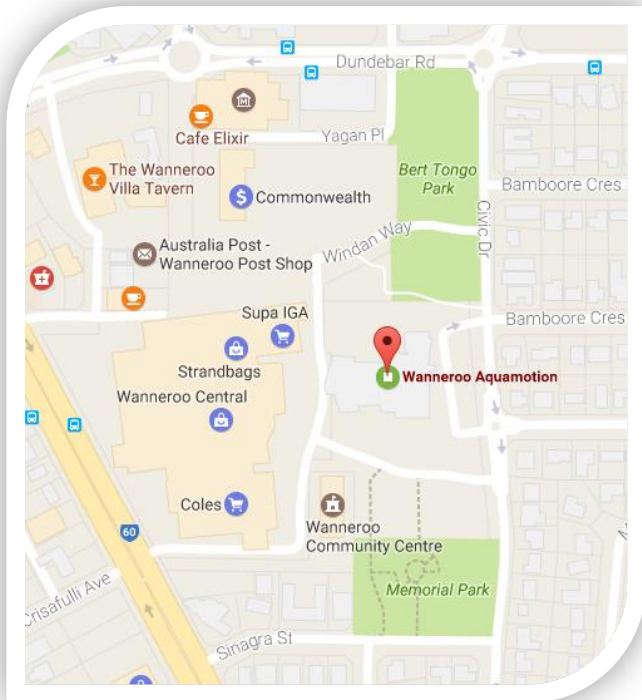 Dundebar Rd
M
Cafe Elixir
Yagan Pl
The Wanneroo
Villa Tavern
Bert Tongo
Park
Bamboore Cres
$ Commonwealth
Civic Dr
Windan Way
Australia Post -
Wanneroo Post Shop
Supa IGA
Bamboore Cres
Strandbags
Wanneroo Aquamotion
Wanneroo Central
Coles
Wanneroo
Community Centre
60
Crisafulli Ave
Memorial Park
Sinagra St